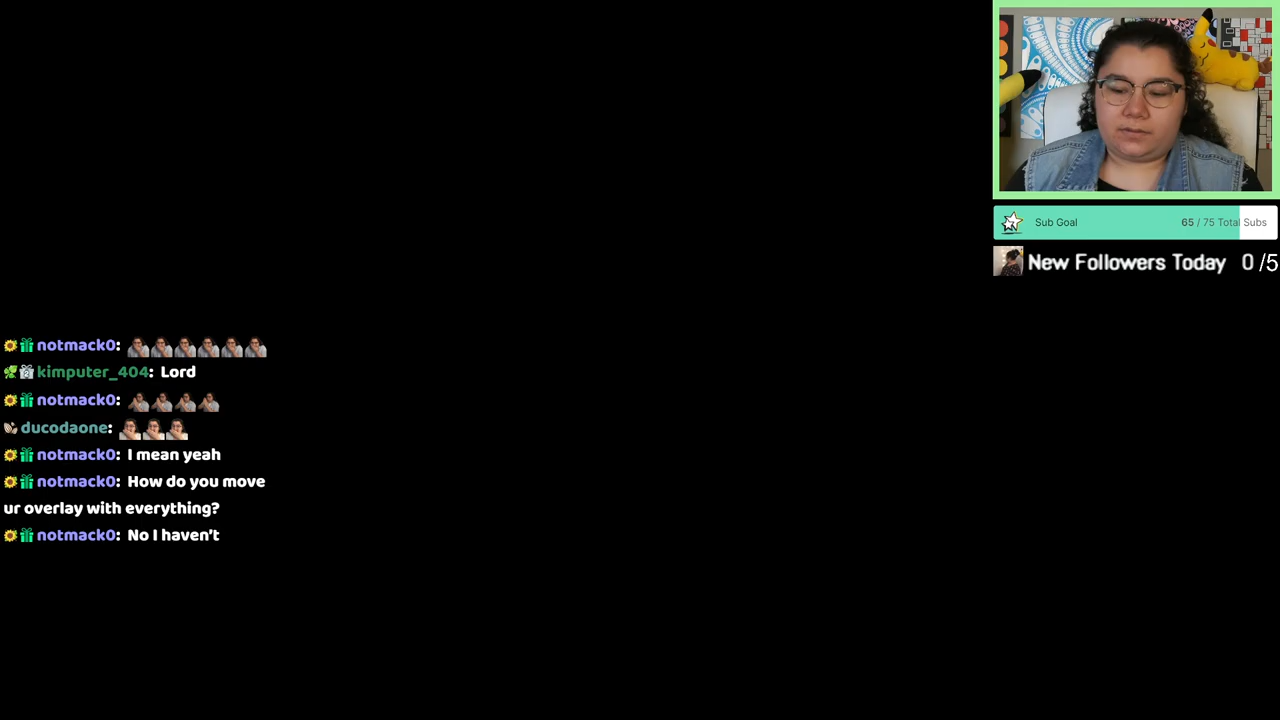 Sub Goal 65 / 75 Total Subs
New Followers Today 0 /5
notmack0:
kimputer_404: Lord
notmack0:
ducodaone:
notmack0: I mean yeah
notmack0: How do you move
ur overlay with everything?
notmack0: No I haven't